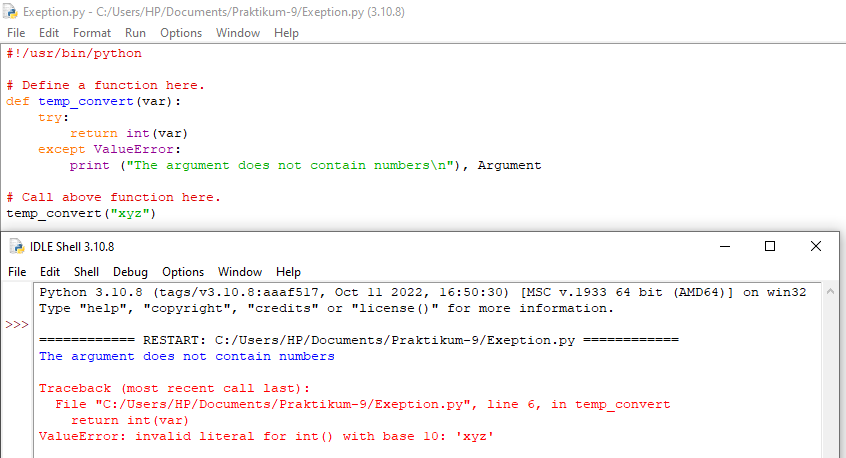 Exeption.py - C:/Users/HP/Documents/Praktikum-9/Exeption.py (3.10.8)
File Edit Format Run Options Window Help
#!/usr/bin/python
# Define a function here.
def temp_convert(var):
    try:
        return int(var)
    except ValueError:
        print ("The argument does not contain numbers\n"), Argument
# Call above function here.
temp_convert("xyz")
IDLE Shell 3.10.8
File Edit Shell Debug Options Window Help
Python 3.10.8 (tags/v3.10.8:aaaf517, Oct 11 2022, 16:50:30) [MSC v.1933 64 bit (AMD64)] on win32
Type "help", "copyright", "credits" or "license()" for more information.
>>>
============ RESTART: C:/Users/HP/Documents/Praktikum-9/Exeption.py ============
The argument does not contain numbers
Traceback (most recent call last):
  File "C:/Users/HP/Documents/Praktikum-9/Exeption.py", line 6, in temp_convert
    return int(var)
ValueError: invalid literal for int() with base 10: 'xyz'